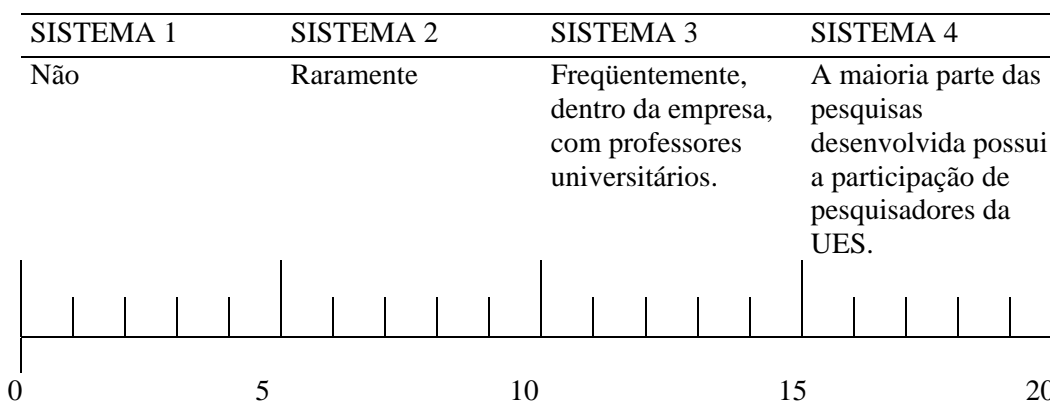 SISTEMA 1 SISTEMA 2 SISTEMA 3 SISTEMA 4
Não Raramente Freqüentemente, A maioria parte das
dentro da empresa, pesquisas
com professores desenvolvida possui
universitários. a participação de
pesquisadores da
UES.
0 5 10 15 20